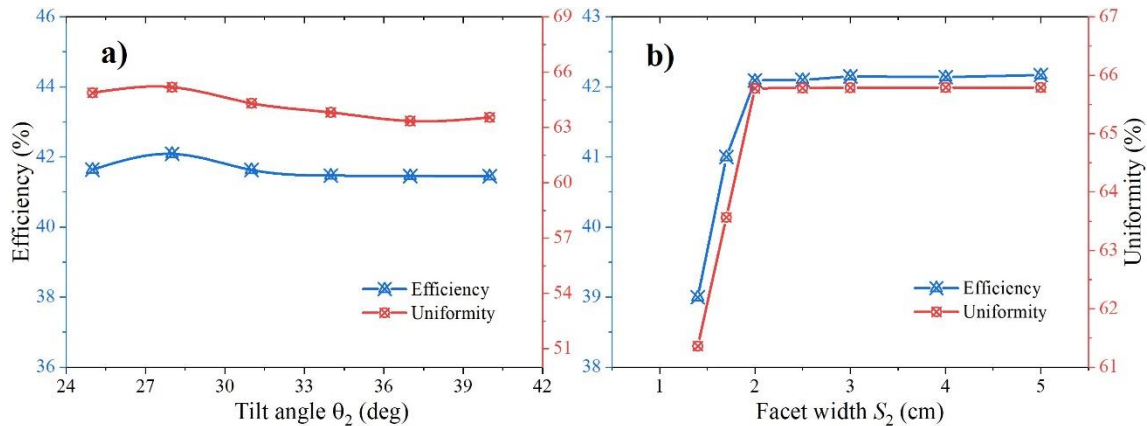 a)
46
44
42
40
38
36
Efficiency (%)
24 27 30 33 36 39 42
Tilt angle θ2 (deg)
69
66
63
60
57
54
51
Efficiency
Uniformity
b)
43
42
41
40
39
38
1 2 3 4 5
Facet width S2 (cm)
67
66
65
64
63
62
61
Uniformity (%)
Efficiency
Uniformity